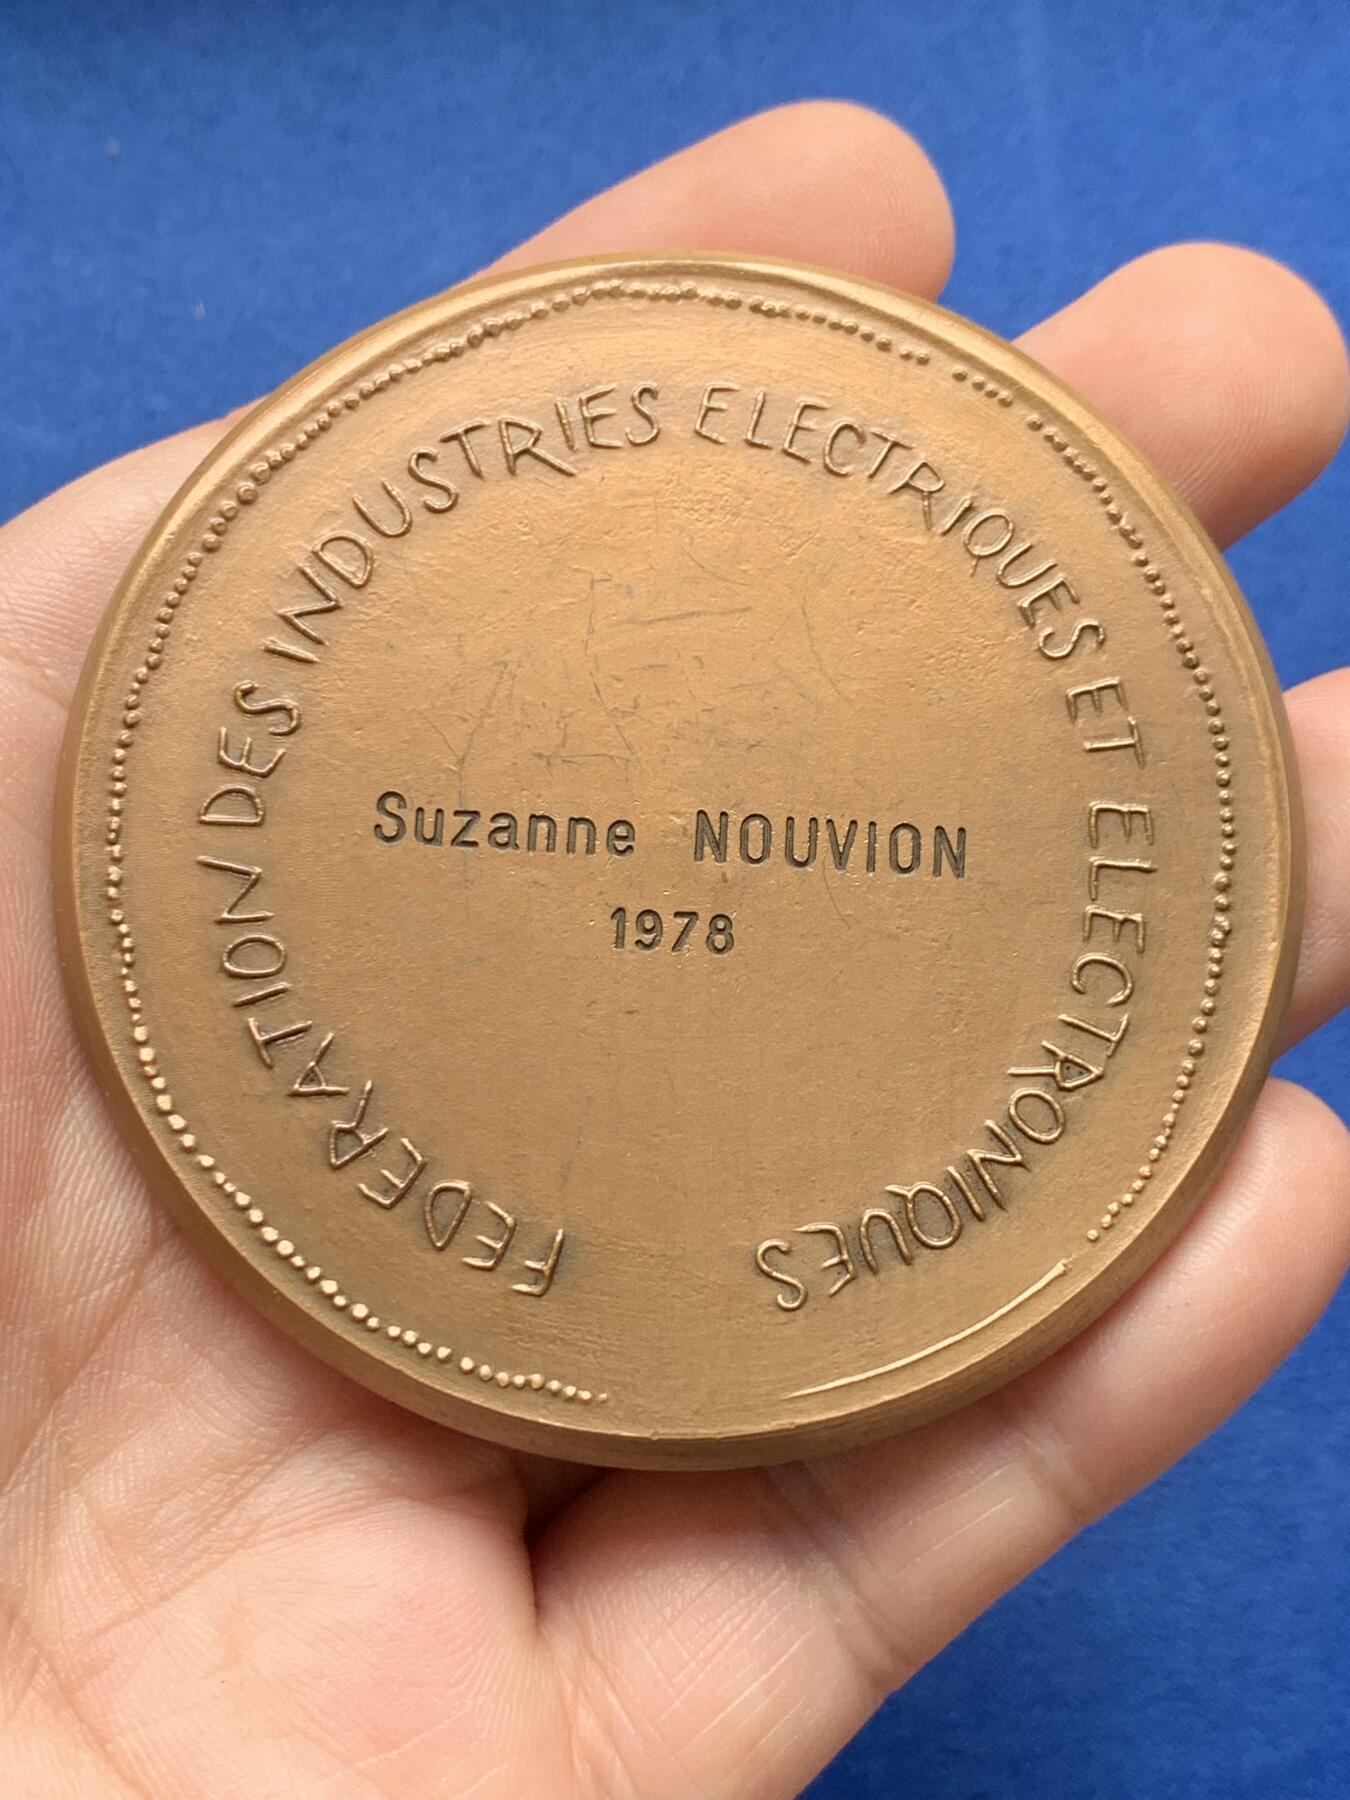 FEDERATION DES INDUSTRIES ELECTRIQUES ET ELECTRONIQUES
Suzanne NOUVION
1978